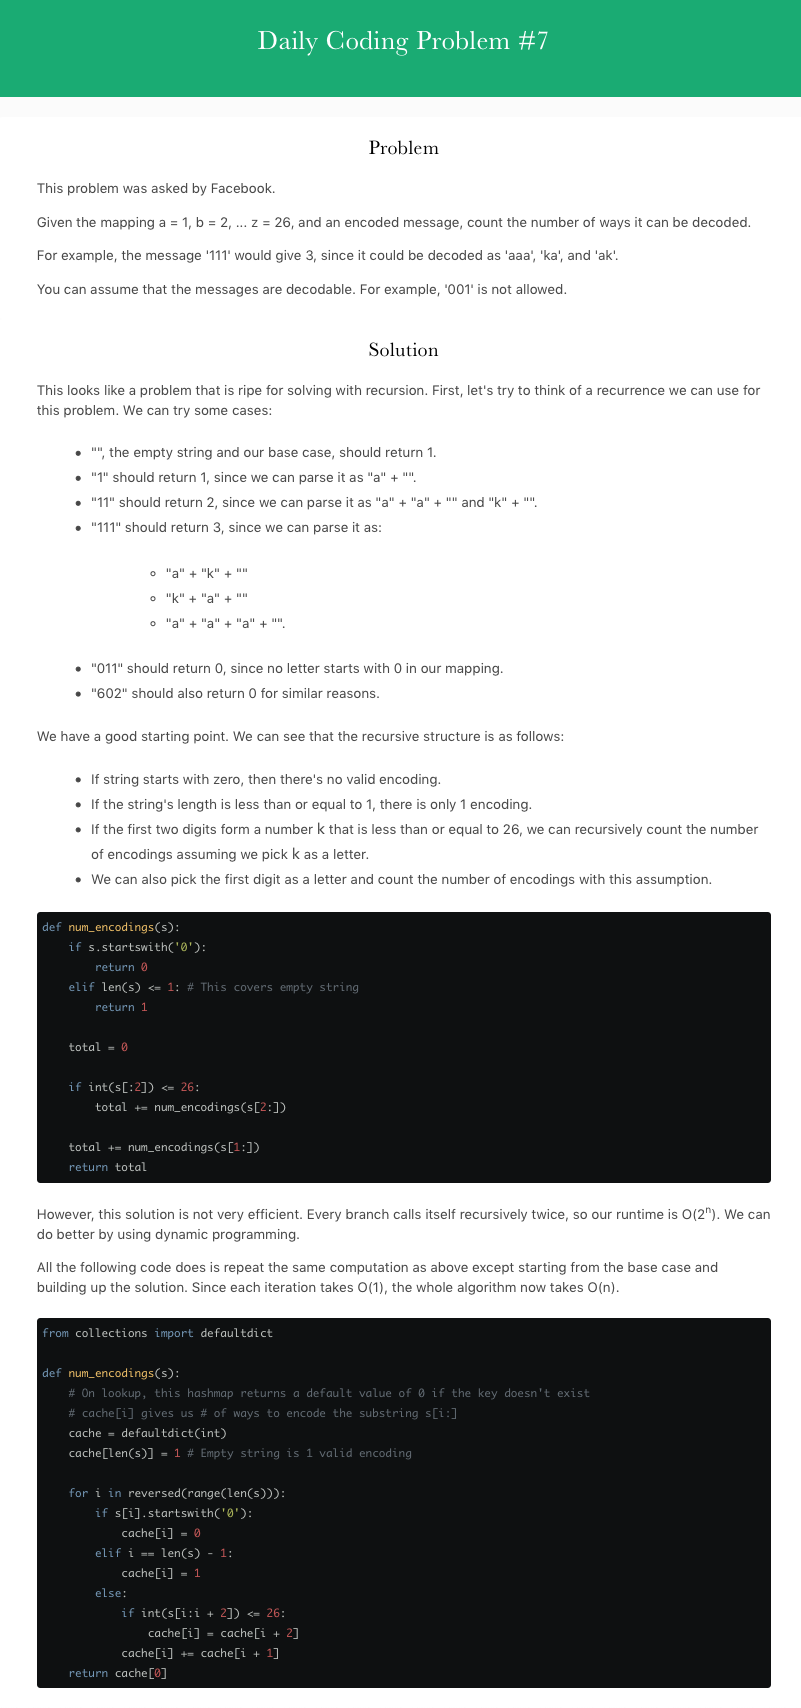 Daily Coding Problem #7
Problem
This problem was asked by Facebook.
Given the mapping a = 1, b = 2, ... z = 26, and an encoded message, count the number of ways it can be decoded.
For example, the message '111' would give 3, since it could be decoded as 'aaa', 'ka', and 'ak'.
You can assume that the messages are decodable. For example, '001' is not allowed.
Solution
This looks like a problem that is ripe for solving with recursion. First, let's try to think of a recurrence we can use for
this problem. We can try some cases:
• "", the empty string and our base case, should return 1.
• "1" should return 1, since we can parse it as "a" + "".
• "11" should return 2, since we can parse it as "a" + "a" + "" and "k" + "".
• "111" should return 3, since we can parse it as:
◦ "a" + "k" + ""
◦ "k" + "a" + ""
◦ "a" + "a" + "a" + "".
• "011" should return 0, since no letter starts with 0 in our mapping.
• "602" should also return 0 for similar reasons.
We have a good starting point. We can see that the recursive structure is as follows:
• If string starts with zero, then there's no valid encoding.
• If the string's length is less than or equal to 1, there is only 1 encoding.
• If the first two digits form a number k that is less than or equal to 26, we can recursively count the number
of encodings assuming we pick k as a letter.
• We can also pick the first digit as a letter and count the number of encodings with this assumption.
def num_encodings(s):
    if s.startswith('0'):
        return 0
    elif len(s) <= 1: # This covers empty string
        return 1
    total = 0
    if int(s[:2]) <= 26:
        total += num_encodings(s[2:])
    total += num_encodings(s[1:])
    return total
However, this solution is not very efficient. Every branch calls itself recursively twice, so our runtime is O(2ⁿ). We can
do better by using dynamic programming.
All the following code does is repeat the same computation as above except starting from the base case and
building up the solution. Since each iteration takes O(1), the whole algorithm now takes O(n).
from collections import defaultdict
def num_encodings(s):
    # On lookup, this hashmap returns a default value of 0 if the key doesn't exist
    # cache[i] gives us # of ways to encode the substring s[i:]
    cache = defaultdict(int)
    cache[len(s)] = 1 # Empty string is 1 valid encoding
    for i in reversed(range(len(s))):
        if s[i].startswith('0'):
            cache[i] = 0
        elif i == len(s) - 1:
            cache[i] = 1
        else:
            if int(s[i:i + 2]) <= 26:
                cache[i] = cache[i + 2]
            cache[i] += cache[i + 1]
    return cache[0]